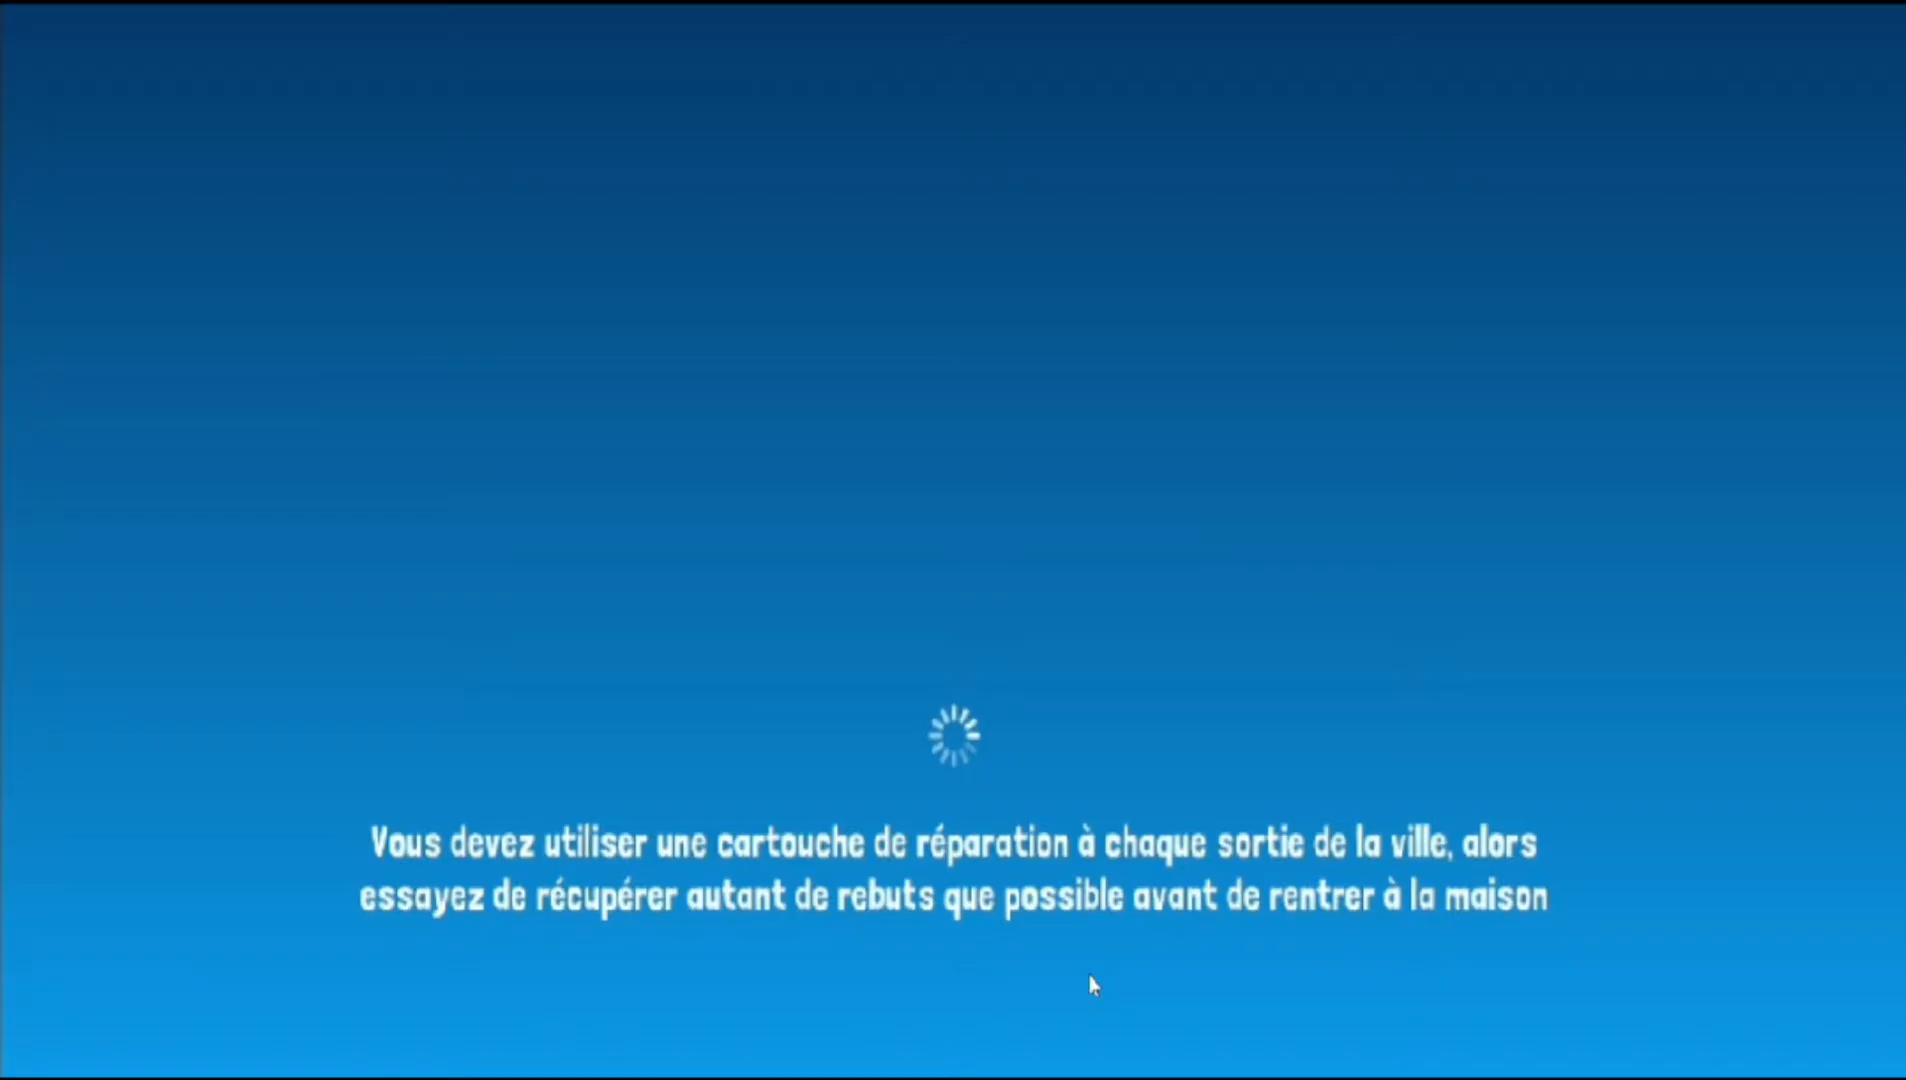 Vous devez utiliser une cartouche de réparation à chaque sortie de la ville, alors
essayez de récupérer autant de rebuts que possible avant de rentrer à la maison